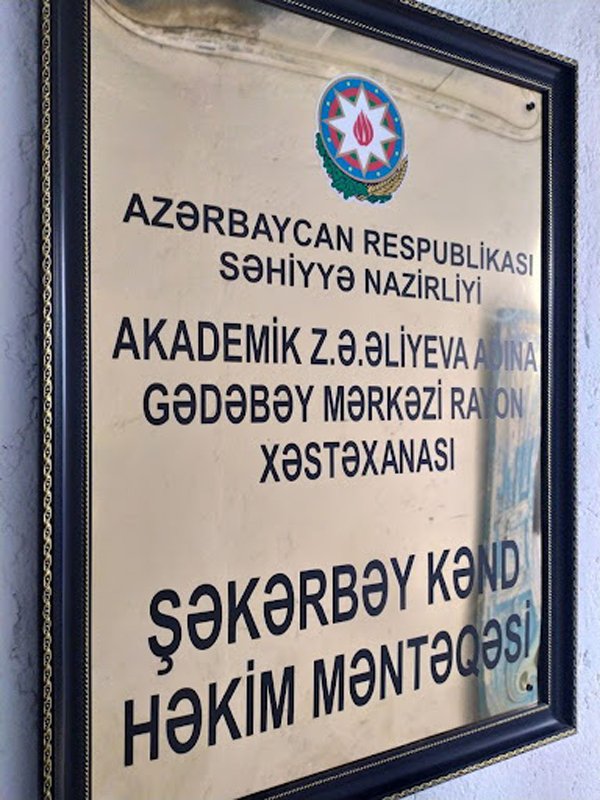 AZƏRBAYCAN RESPUBLİKASI
SƏHİYYƏ NAZİRLİYİ
AKADEMİK Z.Ə.ƏLİYEVA ADINA
GƏDƏBƏY MƏRKƏZİ RAYON
XƏSTƏXANASI
ŞƏKƏRBƏY KƏND
HƏKİM MƏNTƏQƏSİ